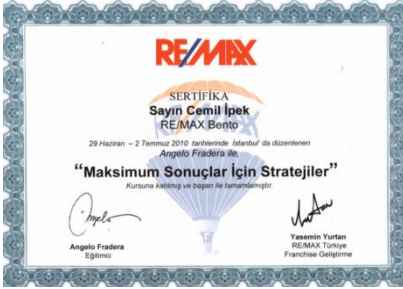 RE/MAX
SERTİFİKA
Sayın Cemil İpek
RE/MAX Bento
29 Haziran – 2 Temmuz 2010 tarihlerinde İstanbul' da düzenlenen
Angelo Fradera ile,
“Maksimum Sonuçlar İçin Stratejiler”
Kursuna katılmış ve başarı ile tamamlamıştır.
Angelo Fradera
Eğitimci
Yasemin Yurtan
RE/MAX Türkiye
Franchise Geliştirme